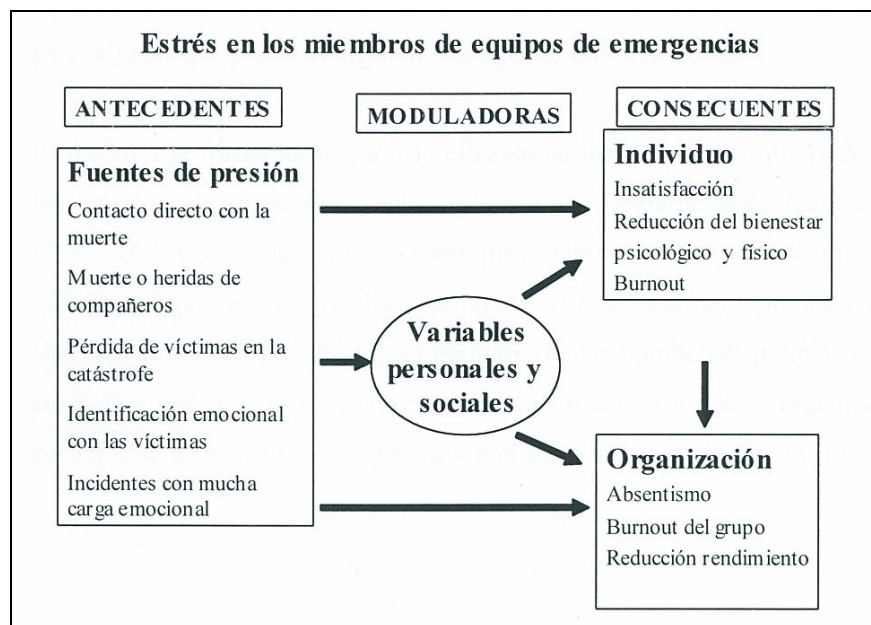 Estrés en los miembros de equipos de emergencias
ANTECEDENTES
MODULADORAS
CONSECUENTES
Fuentes de presión
Contacto directo con la
muerte
Muerte o heridas de
compañeros
Pérdida de víctimas en la
catástrofe
Identificación emocional
con las víctimas
Incidentes con mucha
carga emocional
Variables
personales y
sociales
Individuo
Insatisfacción
Reducción del bienestar
psicológico y físico
Burnout
Organización
Absentismo
Burnout del grupo
Reducción rendimiento